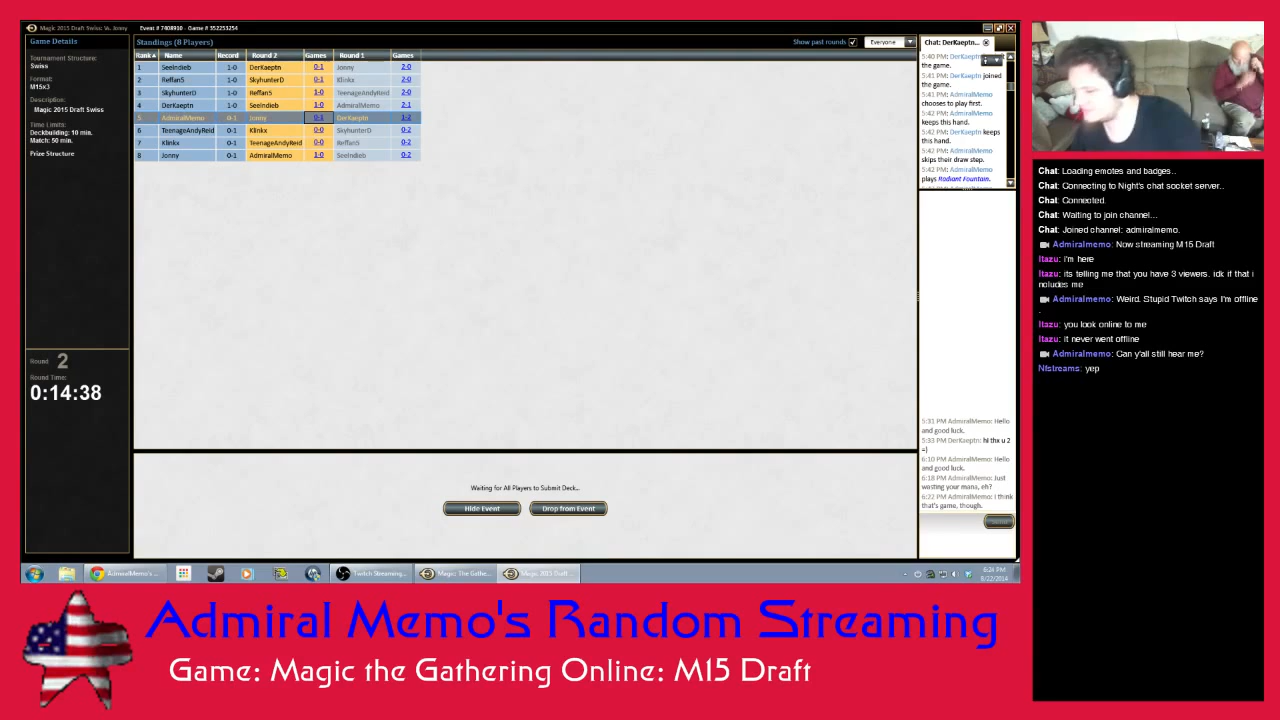 Magic 2015 Draft Swiss: Vs. Jonny Event # 7408910 - Game # 352253254
Game Details
Tournament Structure:
Swiss
Format:
M15x3
Description:
Magic 2015 Draft Swiss
Time Limits:
Deckbuilding: 10 min.
Match: 50 min.
Prize Structure
Round 2
Round Time:
0:14:38
Standings (8 Players) Show past rounds Everyone
Rank Name Record Round 2 Games Round 1 Games
1 SeeIndieb 1-0 DerKaeptn 0-1 Jonny 2-0
2 Reffan5 1-0 SkyhunterD 0-1 Klinkx 2-0
3 SkyhunterD 1-0 Reffan5 1-0 TeenageAndyReid 2-0
4 DerKaeptn 1-0 SeeIndieb 1-0 AdmiralMemo 2-1
5 AdmiralMemo 0-1 Jonny 0-1 DerKaeptn 1-2
6 TeenageAndyReid 0-1 Klinkx 0-0 SkyhunterD 0-2
7 Klinkx 0-1 TeenageAndyReid 0-0 Reffan5 0-2
8 Jonny 0-1 AdmiralMemo 1-0 SeeIndieb 0-2
Waiting for All Players to Submit Deck...
Hide Event Drop from Event
Chat: DerKaeptn...
5:40 PM: DerKaeptn
the game.
5:41 PM: DerKaeptn joined
the game.
5:41 PM: AdmiralMemo
chooses to play first.
5:42 PM: AdmiralMemo
keeps this hand.
5:42 PM: DerKaeptn keeps
this hand.
5:42 PM: AdmiralMemo
skips their draw step.
5:42 PM: AdmiralMemo
plays Radiant Fountain.
5:31 PM AdmiralMemo: Hello
and good luck.
5:33 PM DerKaeptn: hi thx u 2
=)
6:10 PM AdmiralMemo: Hello
and good luck.
6:18 PM AdmiralMemo: Just
wasting your mana, eh?
6:22 PM AdmiralMemo: I think
that's game, though.
AdmiralMemo's ... Twitch Streaming... Magic: The Gathe... Magic 2015 Draft ... 6:24 PM
8/22/2014
Chat: Loading emotes and badges..
Chat: Connecting to Night's chat socket server..
Chat: Connected.
Chat: Waiting to join channel...
Chat: Joined channel: admiralmemo.
Admiralmemo: Now streaming M15 Draft
Itazu: I'm here
Itazu: its telling me that you have 3 viewers. idk if that i
noludes me
Admiralmemo: Weird. Stupid Twitch says I'm offline
.
Itazu: you look online to me
Itazu: it never went offline
Admiralmemo: Can y'all still hear me?
Nfstreams: yep
Admiral Memo's Random Streaming
Game: Magic the Gathering Online: M15 Draft